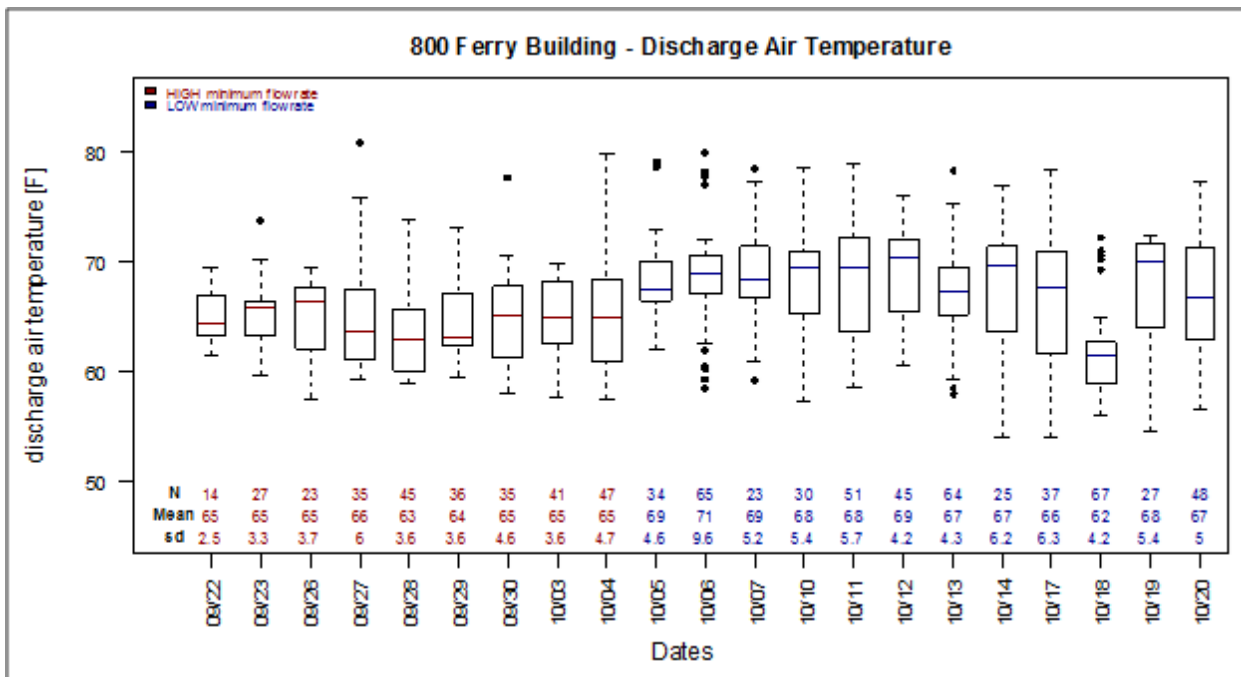 800 Ferry Building - Discharge Air Temperature
HIGH minimum flow rate
LOW minimum flow rate
discharge air temperature [F]
80
70
60
50
N 14 27 23 35 45 36 35 41 47 34 65 23 30 51 45 64 25 37 67 27 48
Mean 65 65 65 66 63 64 65 65 65 69 71 69 68 68 69 67 67 66 62 68 67
sd 2.5 3.3 3.7 6 3.6 3.6 4.6 3.6 4.7 4.6 9.6 5.2 5.4 5.7 4.2 4.3 6.2 6.3 4.2 5.4 5
09/22 09/23 09/26 09/27 09/28 09/29 09/30 10/03 10/04 10/05 10/06 10/07 10/10 10/11 10/12 10/13 10/14 10/17 10/18 10/19 10/20
Dates